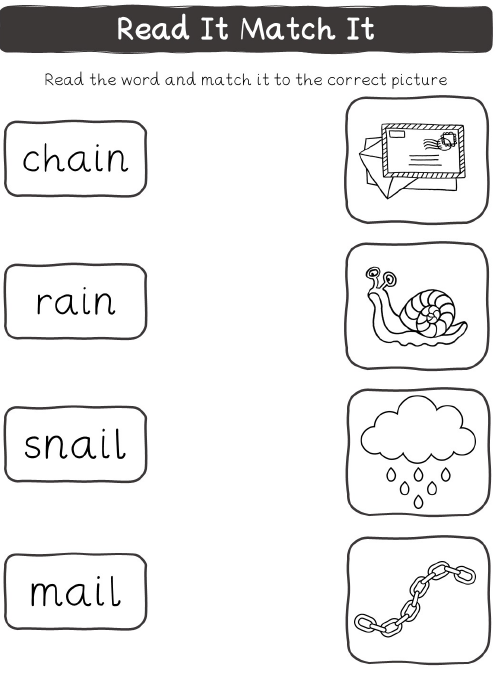 Read It Match It
Read the word and match it to the correct picture
chain
rain
snail
mail